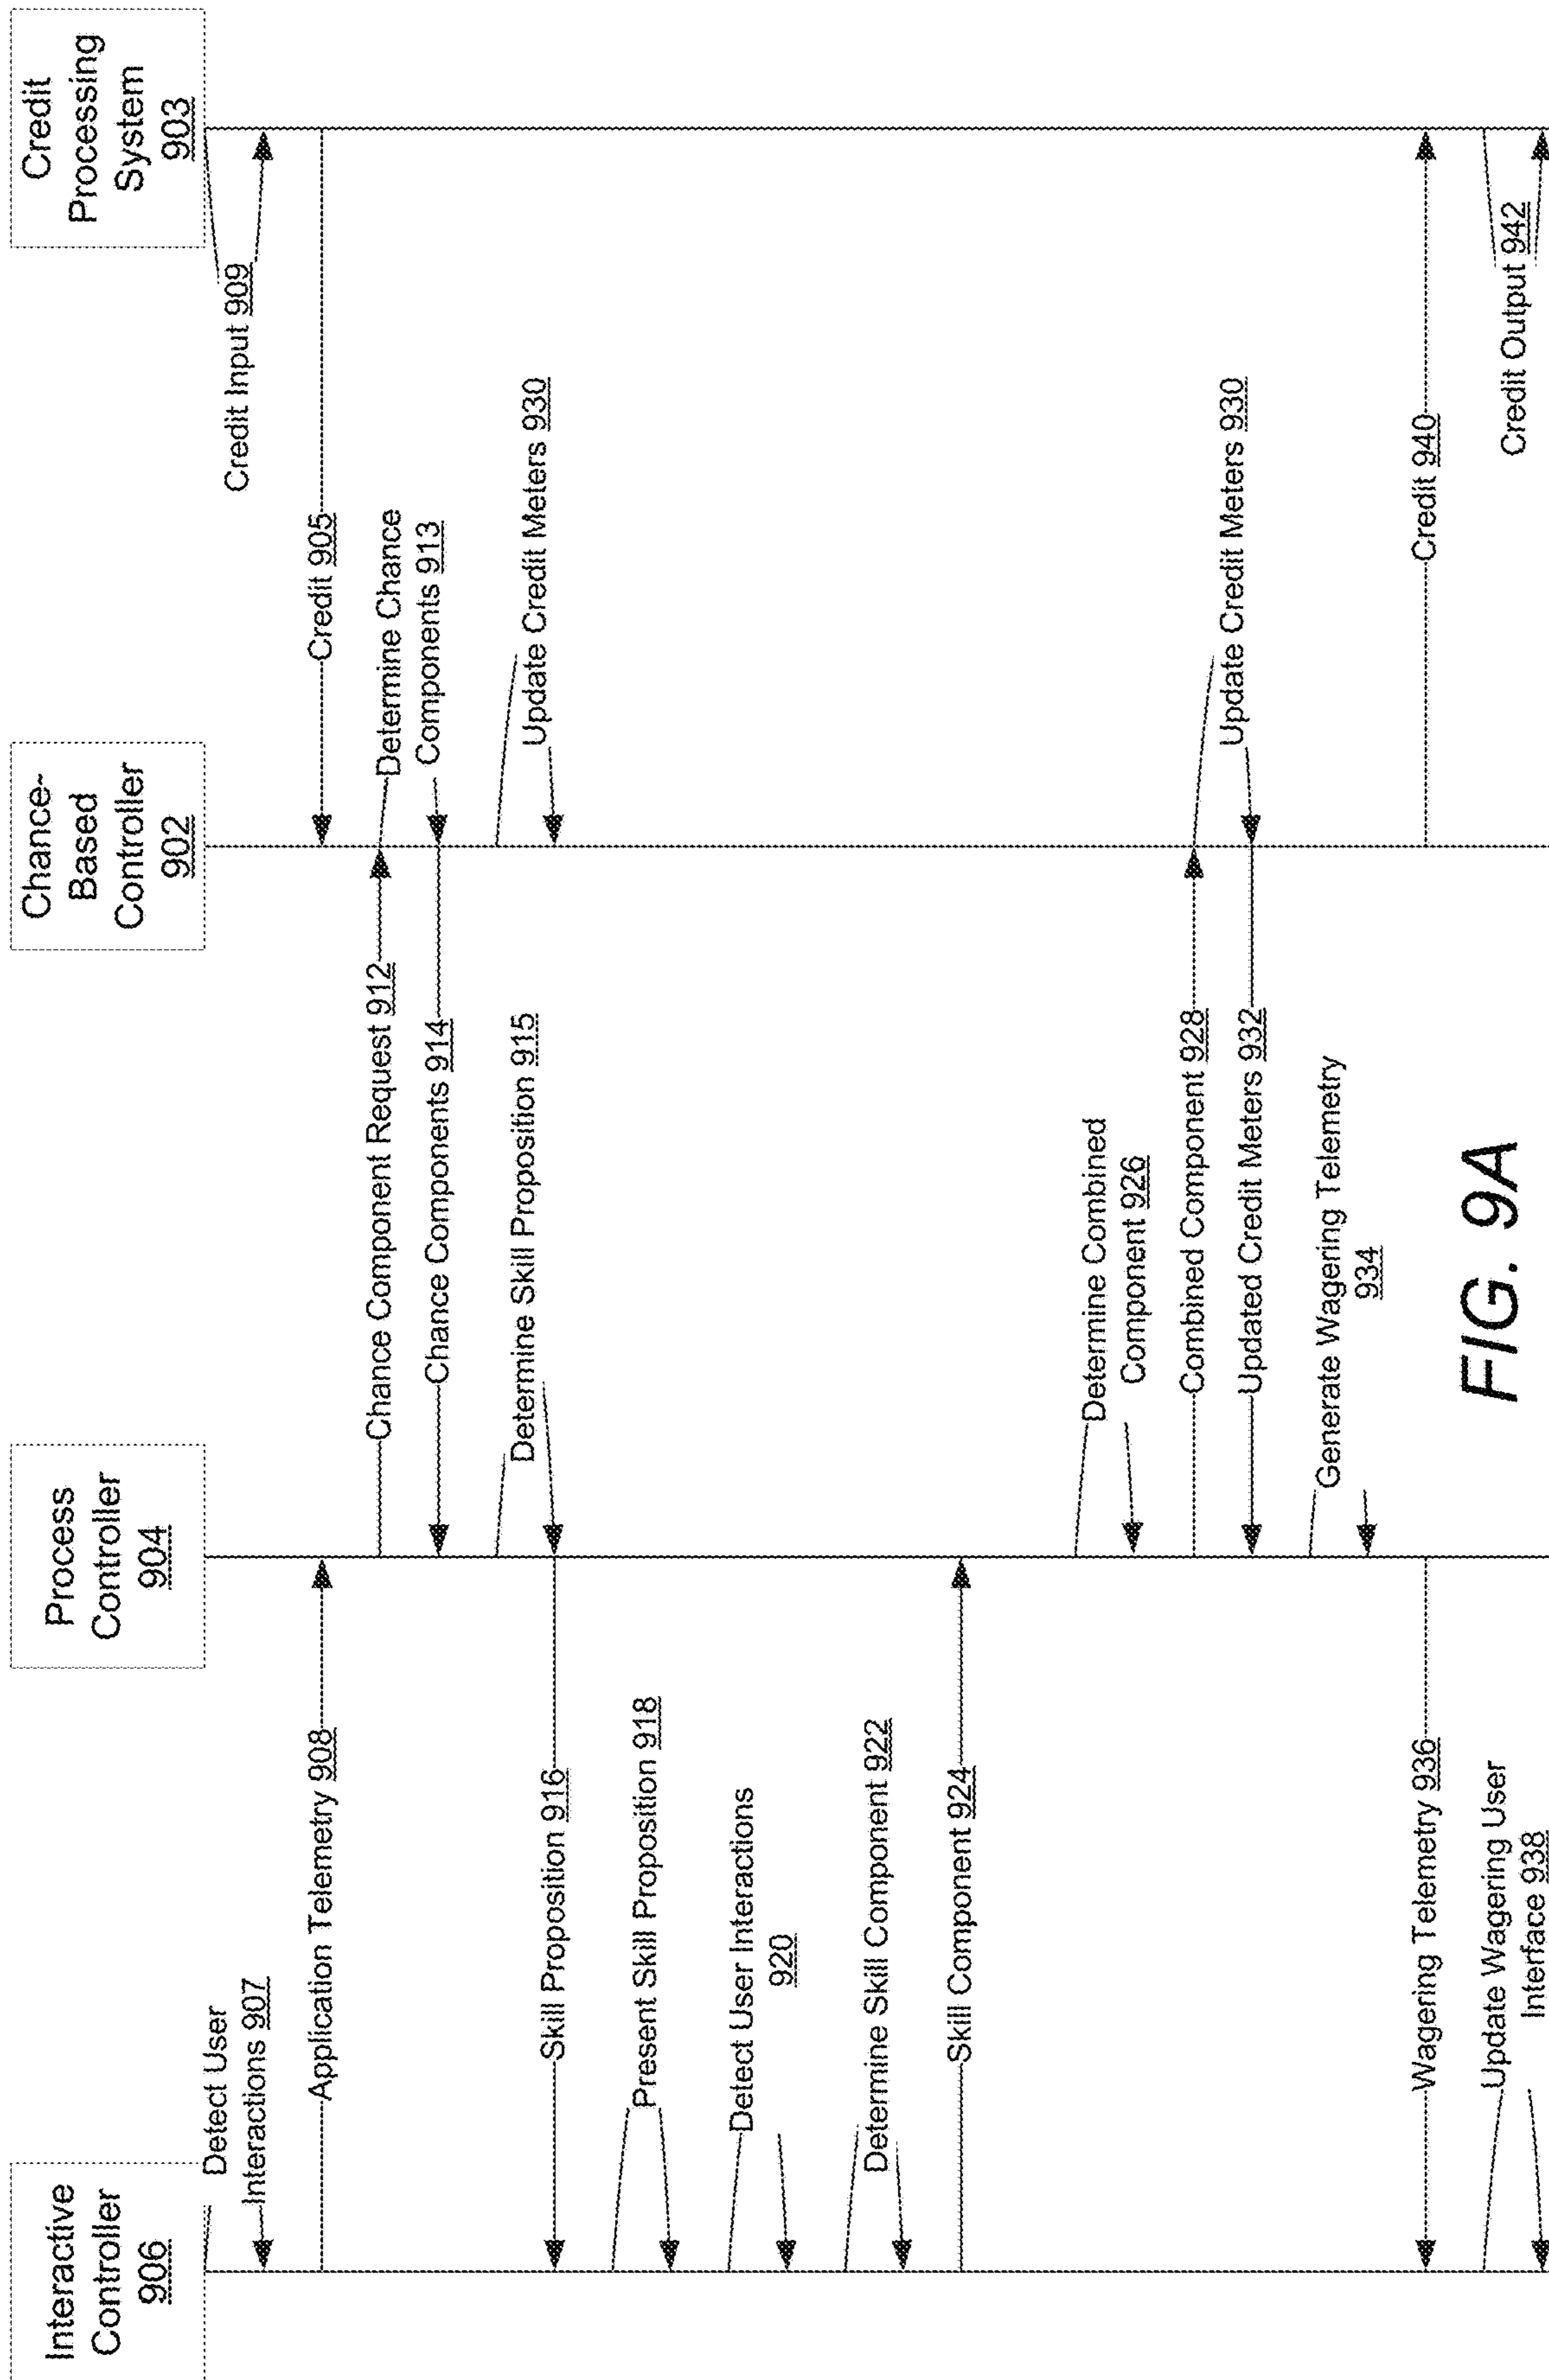 Interactive
Controller
906
Process
Controller
904
Chance-
Based
Controller
902
Credit
Processing
System
903
Detect User
Interactions 907
Credit Input 909
Application Telemetry 908
Credit 905
Chance Component Request 912
Determine Chance
Components 913
Chance Components 914
Determine Skill Proposition 915
Update Credit Meters 930
Skill Proposition 916
Present Skill Proposition 918
Detect User Interactions
920
Determine Skill Component 922
Skill Component 924
Determine Combined
Component 926
Combined Component 928
Update Credit Meters 930
Updated Credit Meters 932
Generate Wagering Telemetry
934
Wagering Telemetry 936
Credit 940
Update Wagering User
Interface 938
Credit Output 942
FIG. 9A